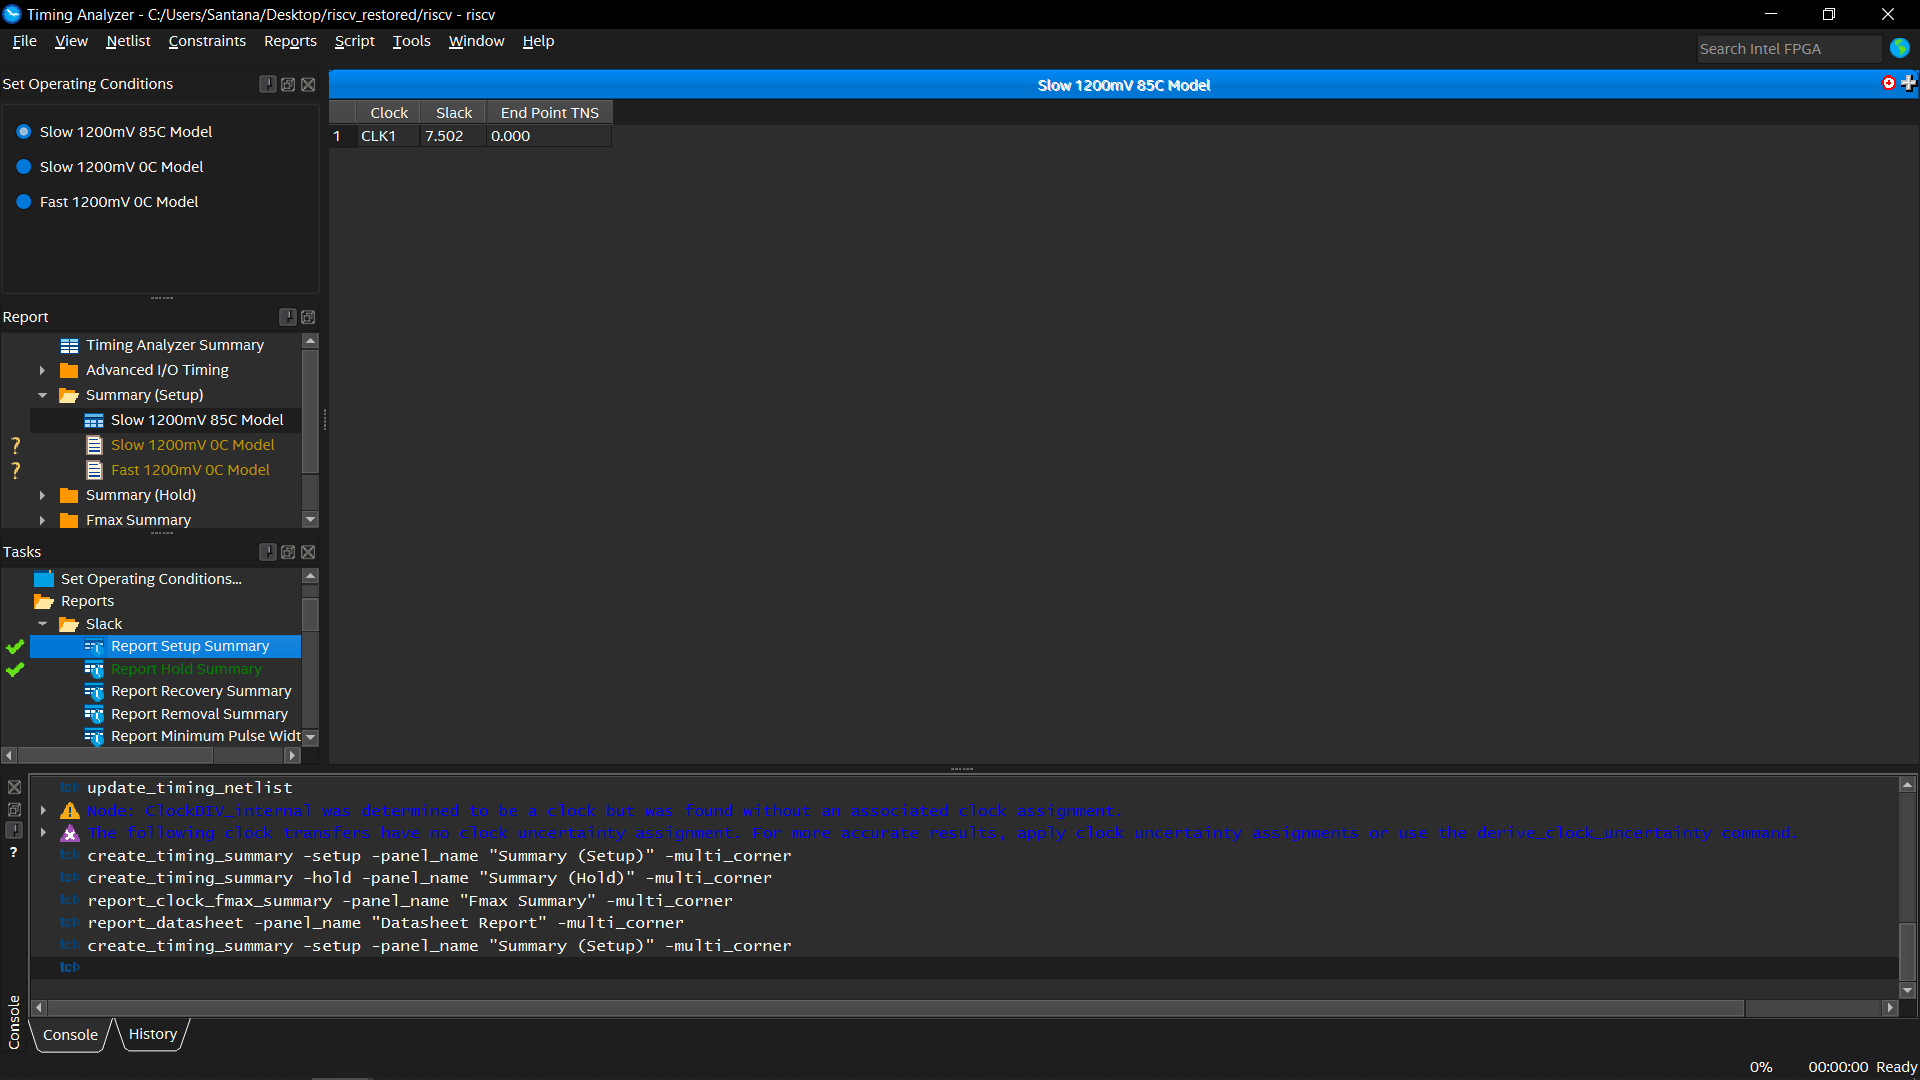 Timing Analyzer - C:/Users/Santana/Desktop/riscv_restored/riscv - riscv
File View Netlist Constraints Reports Script Tools Window Help
Search Intel FPGA
Set Operating Conditions
Slow 1200mV 85C Model
Slow 1200mV 0C Model
Fast 1200mV 0C Model
Report
Timing Analyzer Summary
Advanced I/O Timing
Summary (Setup)
Slow 1200mV 85C Model
Slow 1200mV 0C Model
Fast 1200mV 0C Model
Summary (Hold)
Fmax Summary
Tasks
Set Operating Conditions...
Reports
Slack
Report Setup Summary
Report Hold Summary
Report Recovery Summary
Report Removal Summary
Report Minimum Pulse Widt
Slow 1200mV 85C Model
Clock Slack End Point TNS
1 CLK1 7.502 0.000
tcl> update_timing_netlist
Node: ClockDIV_internal was determined to be a clock but was found without an associated clock assignment.
The following clock transfers have no clock uncertainty assignment. For more accurate results, apply clock uncertainty assignments or use the derive_clock_uncertainty command.
tcl> create_timing_summary -setup -panel_name "Summary (Setup)" -multi_corner
tcl> create_timing_summary -hold -panel_name "Summary (Hold)" -multi_corner
tcl> report_clock_fmax_summary -panel_name "Fmax Summary" -multi_corner
tcl> report_datasheet -panel_name "Datasheet Report" -multi_corner
tcl> create_timing_summary -setup -panel_name "Summary (Setup)" -multi_corner
tcl>
Console
Console History
0% 00:00:00 Ready